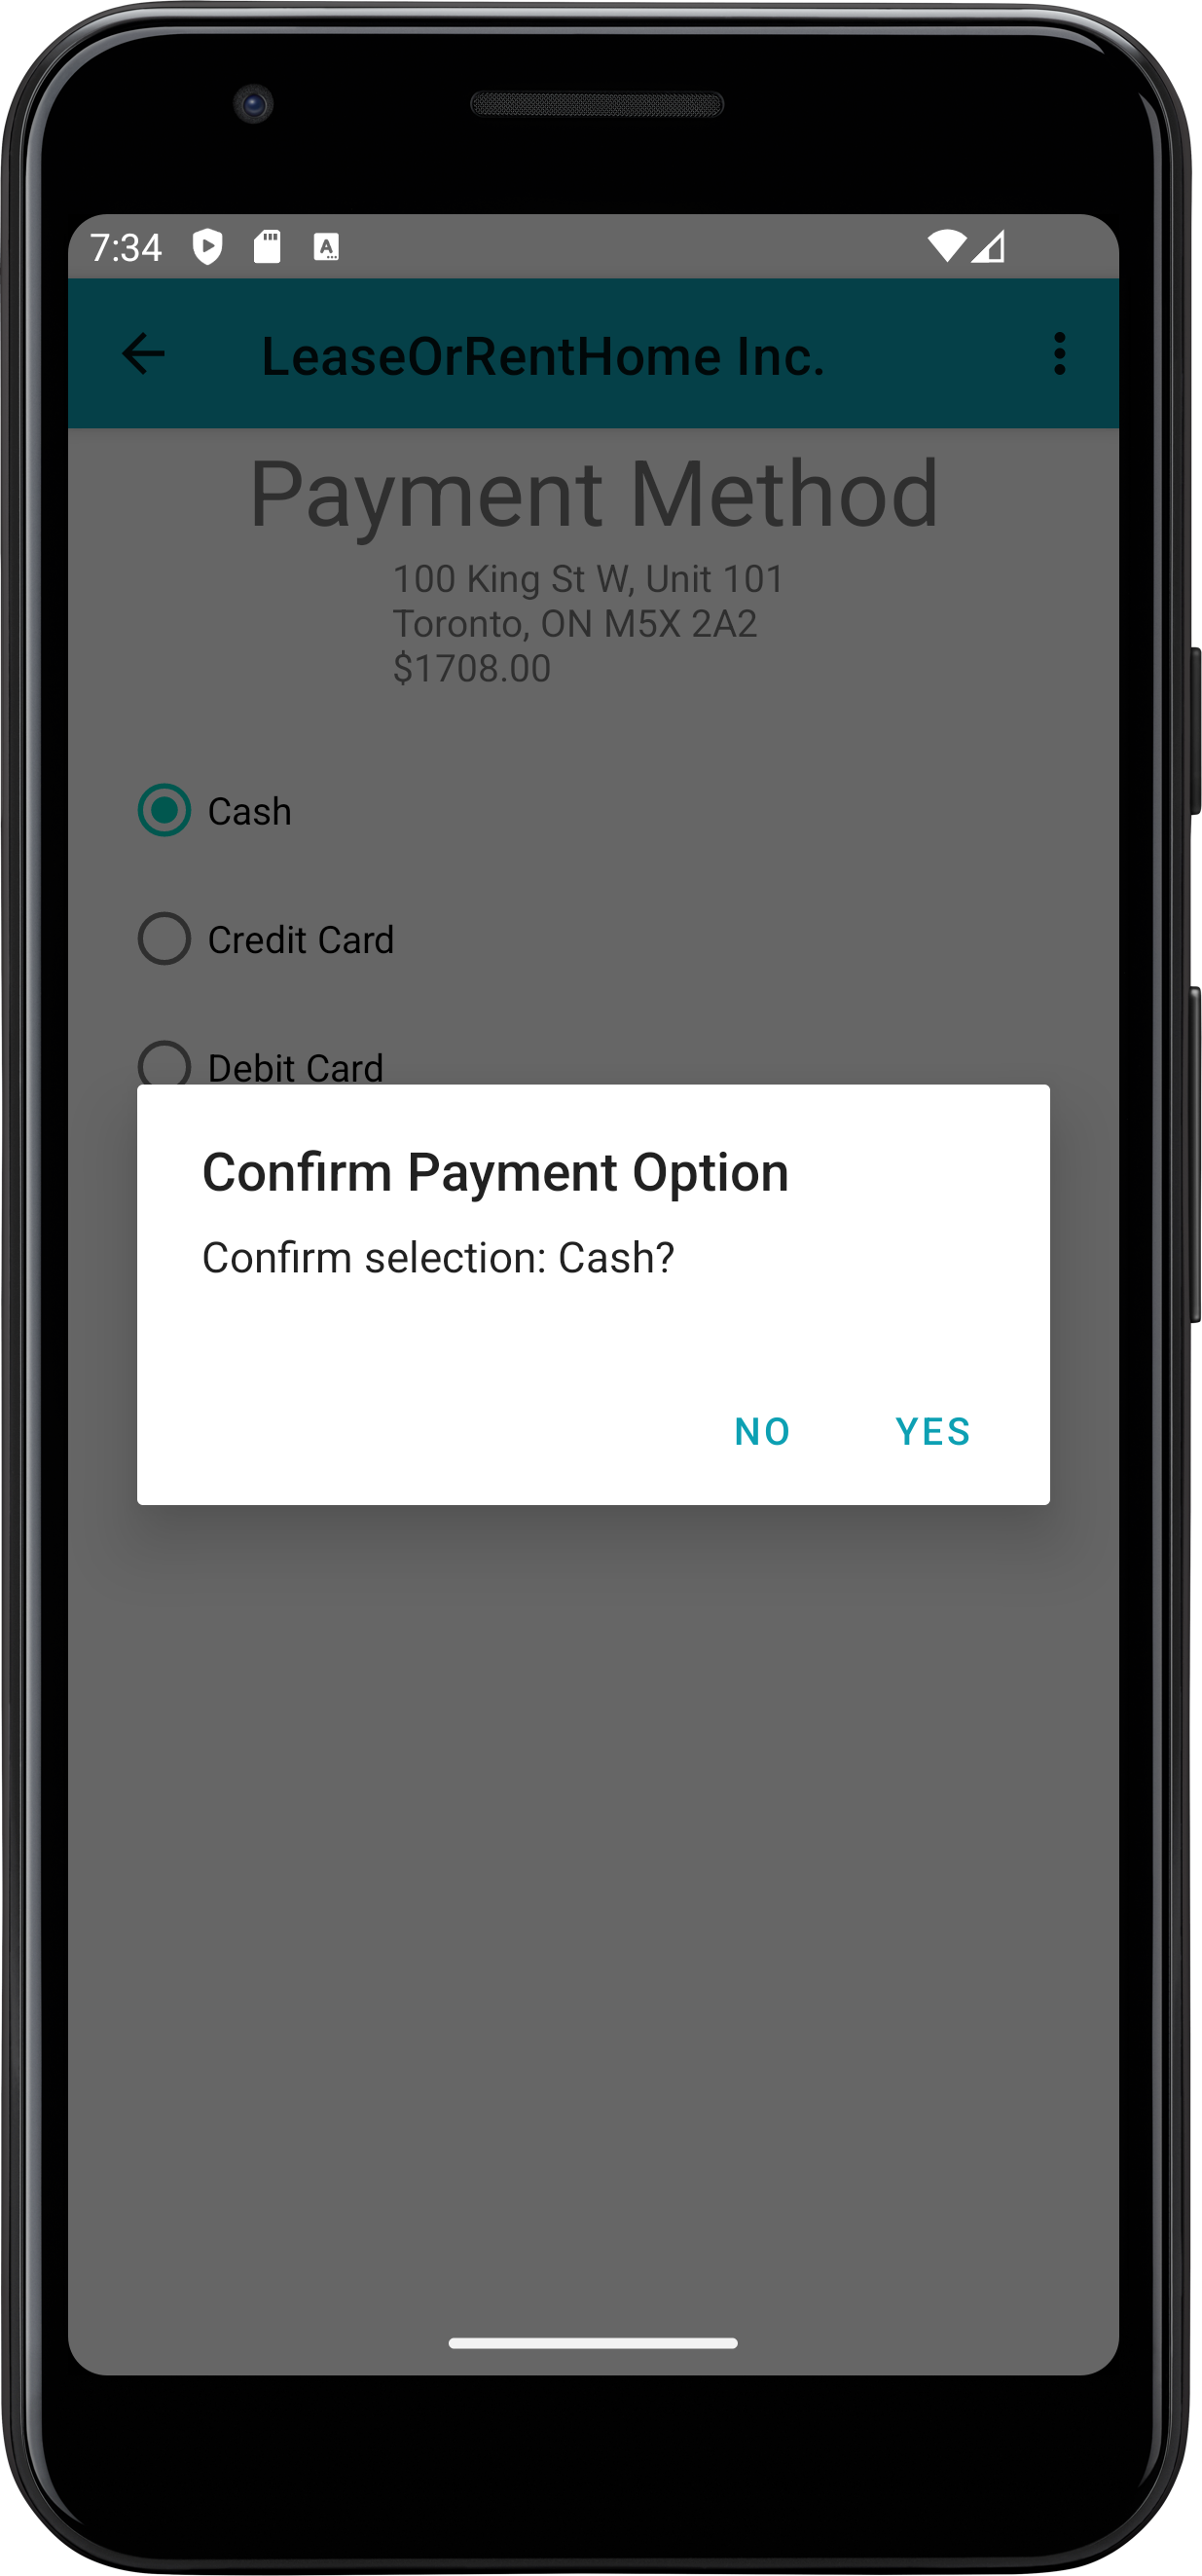 7:34
LeaseOrRentHome Inc.
Payment Method
100 King St W, Unit 101
Toronto, ON M5X 2A2
$1708.00
Cash
Credit Card
Debit Card
Confirm Payment Option
Confirm selection: Cash?
NO YES